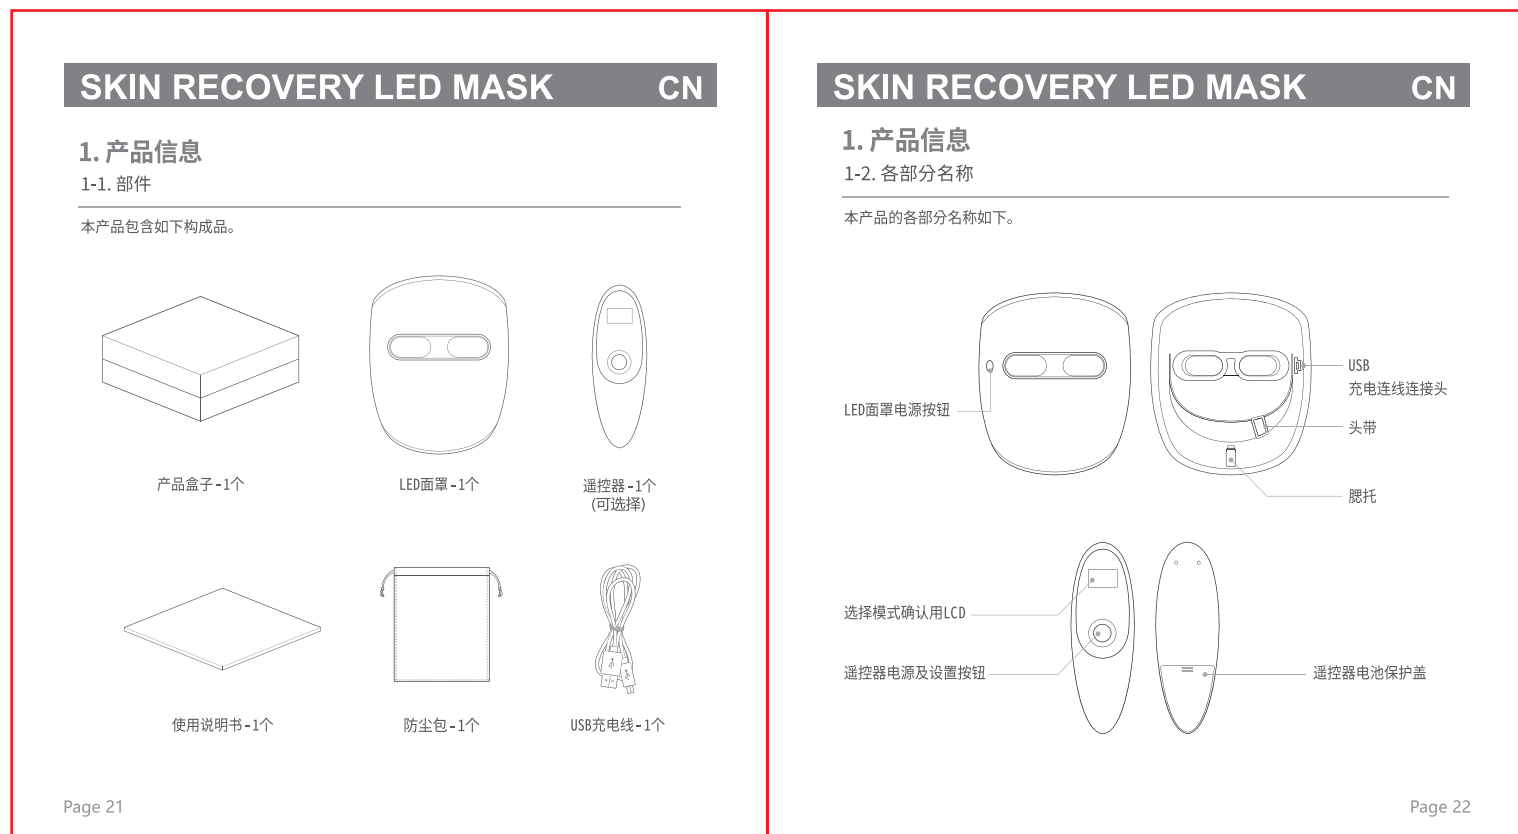 SKIN RECOVERY LED MASK CN
1. 产品信息
1-1. 部件
本产品包含如下构成品。
产品盒子-1个
LED面罩-1个
遥控器-1个
(可选择)
使用说明书-1个
防尘包-1个
USB充电线-1个
Page 21
SKIN RECOVERY LED MASK CN
1. 产品信息
1-2. 各部分名称
本产品的各部分名称如下。
LED面罩电源按钮
USB
充电连线连接头
头带
腮托
选择模式确认用LCD
遥控器电源及设置按钮
遥控器电池保护盖
Page 22